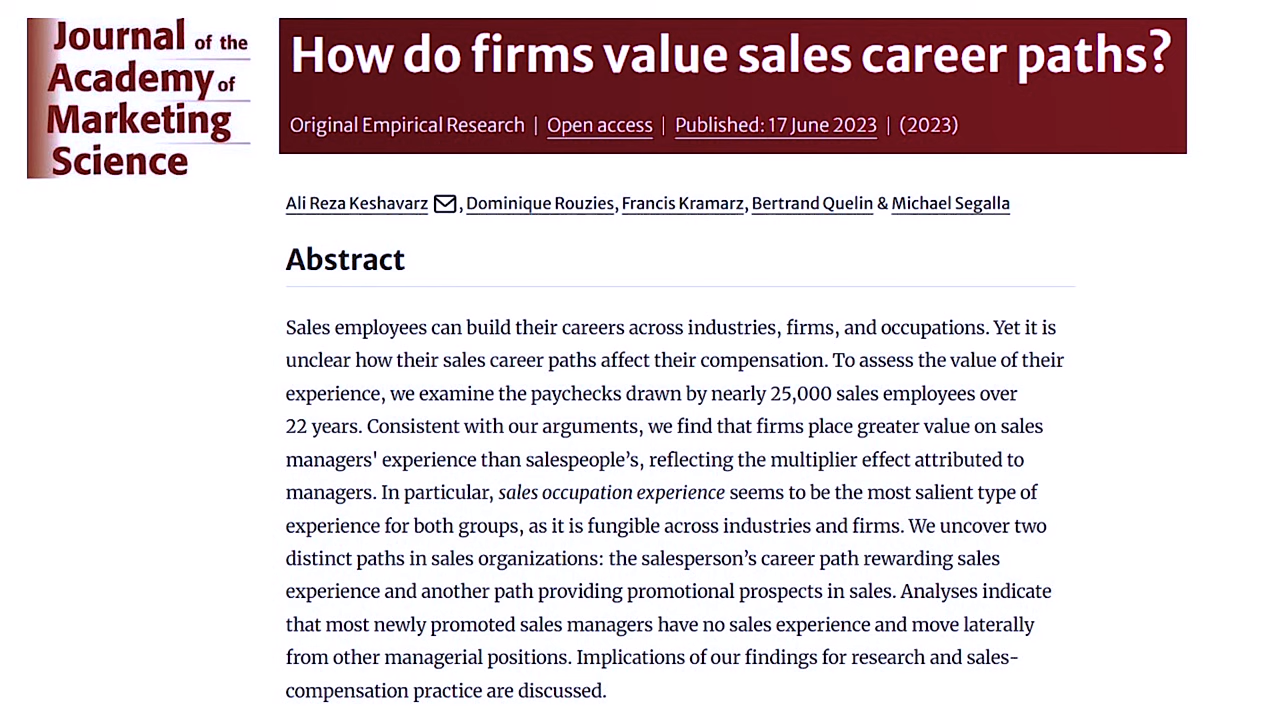 Journal of the
Academy of
Marketing
Science
How do firms value sales career paths?
Original Empirical Research | Open access | Published: 17 June 2023 | (2023)
Ali Reza Keshavarz, Dominique Rouzies, Francis Kramarz, Bertrand Quelin & Michael Segalla
Abstract
Sales employees can build their careers across industries, firms, and occupations. Yet it is
unclear how their sales career paths affect their compensation. To assess the value of their
experience, we examine the paychecks drawn by nearly 25,000 sales employees over
22 years. Consistent with our arguments, we find that firms place greater value on sales
managers' experience than salespeople’s, reflecting the multiplier effect attributed to
managers. In particular, sales occupation experience seems to be the most salient type of
experience for both groups, as it is fungible across industries and firms. We uncover two
distinct paths in sales organizations: the salesperson’s career path rewarding sales
experience and another path providing promotional prospects in sales. Analyses indicate
that most newly promoted sales managers have no sales experience and move laterally
from other managerial positions. Implications of our findings for research and sales-
compensation practice are discussed.